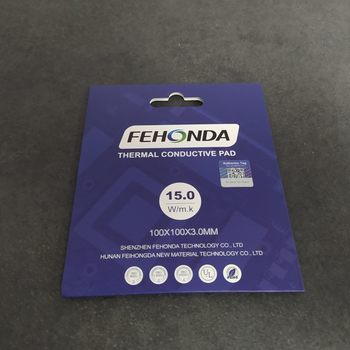 FEHONDA
THERMAL CONDUCTIVE PAD
15.0
W/m.k
100X100X3.0MM
SHENZHEN FEHONDA TECHNOLOGY CO., LTD
HUNAN FEIHONGDA NEW MATERIAL TECHNOLOGY CO., LTD